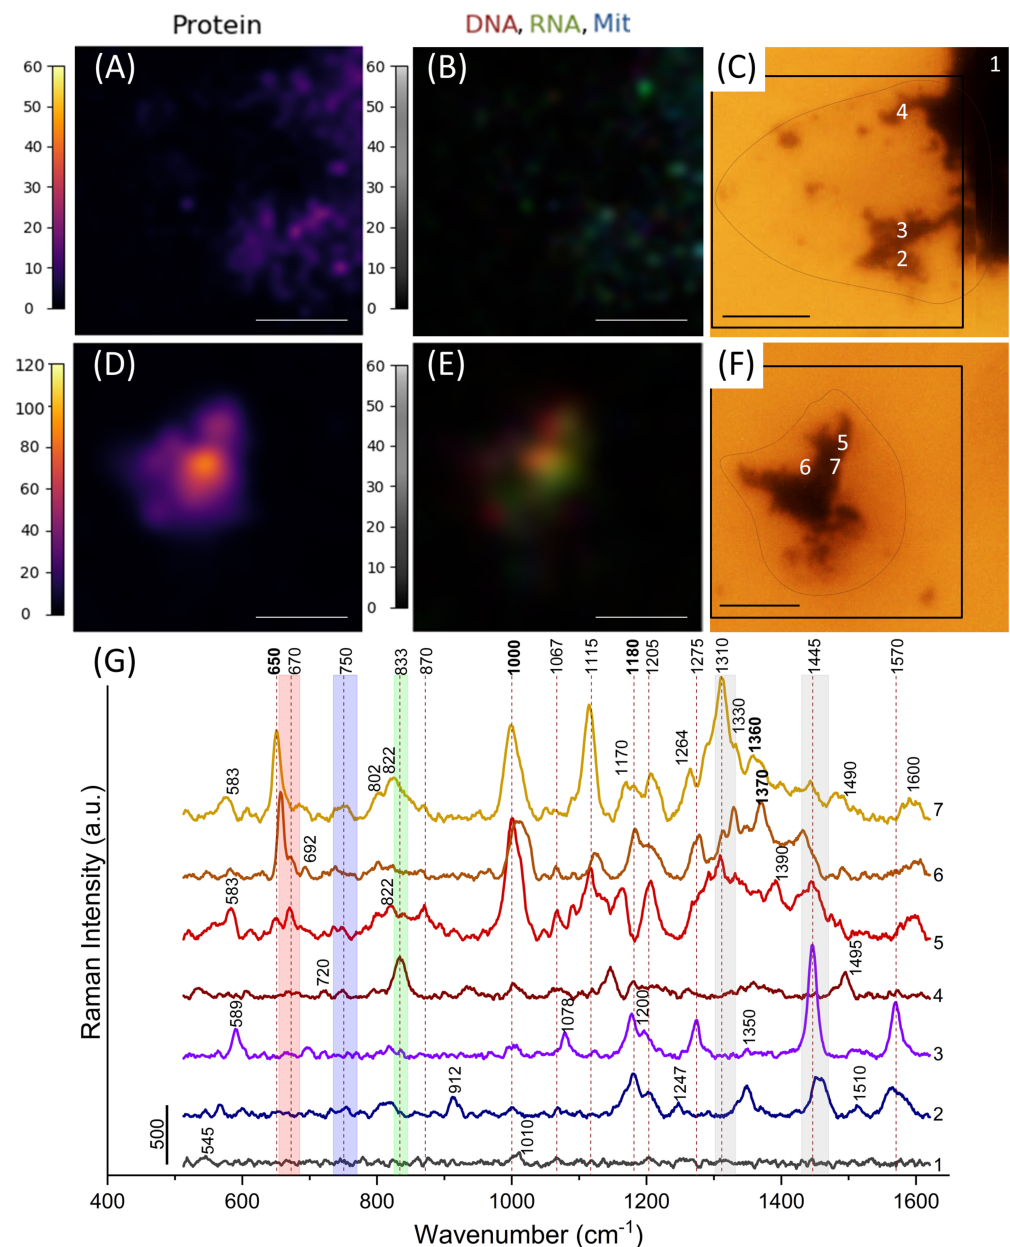 Protein
DNA, RNA, Mit
(A)
60
50
40
30
20
10
0
(B)
60
50
40
30
20
10
0
(C)
1
4
3
2
(D)
120
100
80
60
40
20
0
(E)
60
50
40
30
20
10
0
(F)
5
6 7
(G)
650 670 750 833 870 1000 1067 1115 1180 1205 1275 1310 1445 1570
583 802 822 1170 1264 1330 1360 1490 1600 7
692 1370 6
583 822 1390 5
720 1495 4
589 1078 1200 1350 3
912 1247 1510 2
545 1010 1
500
Raman Intensity (a.u.)
400 600 800 1000 1200 1400 1600
Wavenumber (cm-1)